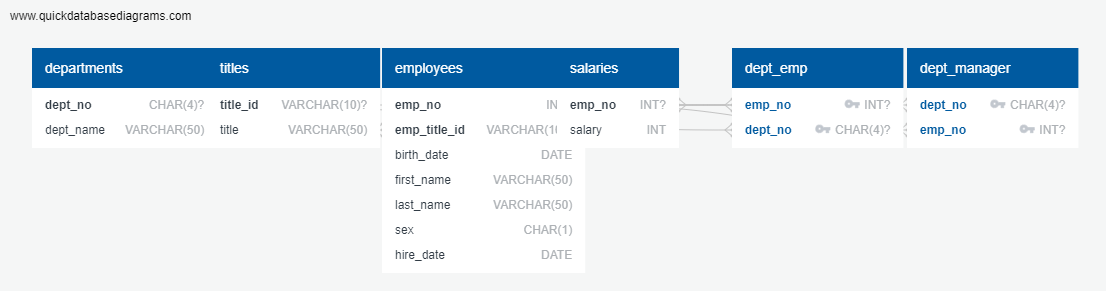 www.quickdatabasediagrams.com
departments titles employees salaries dept_emp dept_manager
dept_no CHAR(4)? title_id VARCHAR(10)? emp_no IN emp_no INT? emp_no INT? dept_no CHAR(4)?
dept_name VARCHAR(50) title VARCHAR(50) emp_title_id VARCHAR(10 salary INT dept_no CHAR(4)? emp_no INT?
birth_date DATE
first_name VARCHAR(50)
last_name VARCHAR(50)
sex CHAR(1)
hire_date DATE